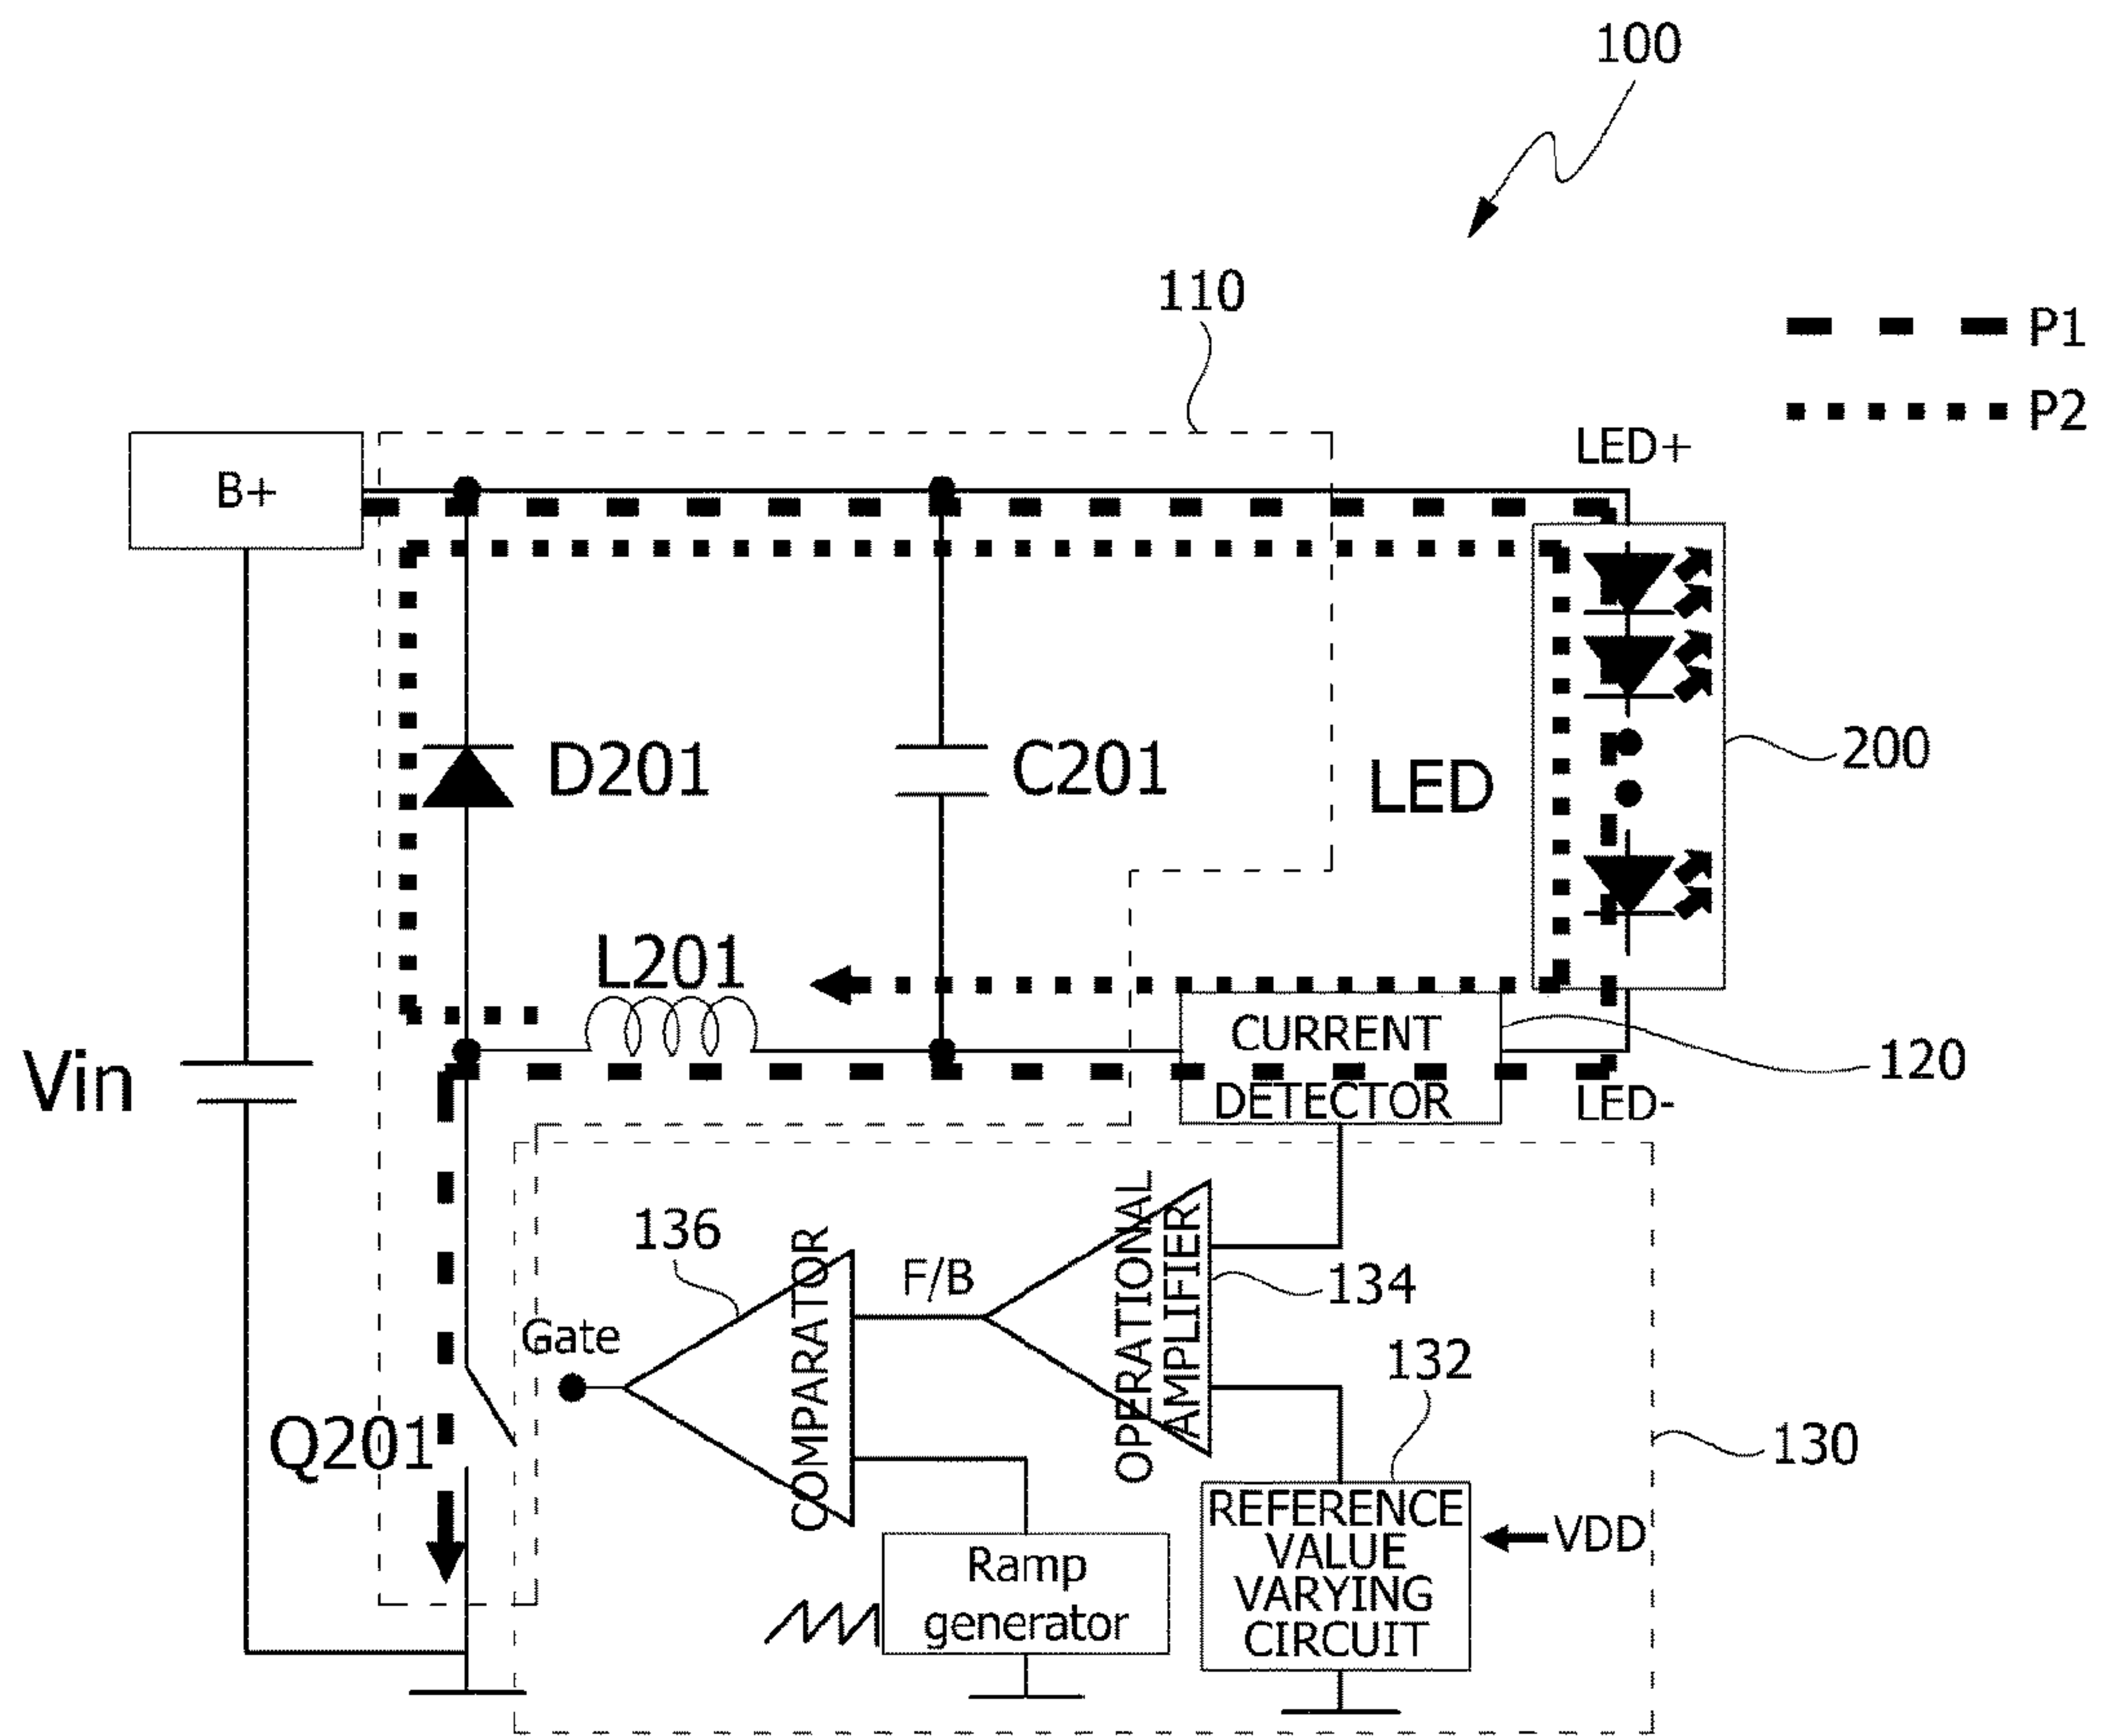 100
110
P1
P2
LED+
B+
D201
C201
LED
200
L201
CURRENT
DETECTOR
120
Vin
LED-
136
COMPARATOR
F/B
OPERATIONAL
AMPLIFIER
134
Gate
132
Q201
130
REFERENCE
VALUE
VARYING
CIRCUIT
VDD
Ramp
generator